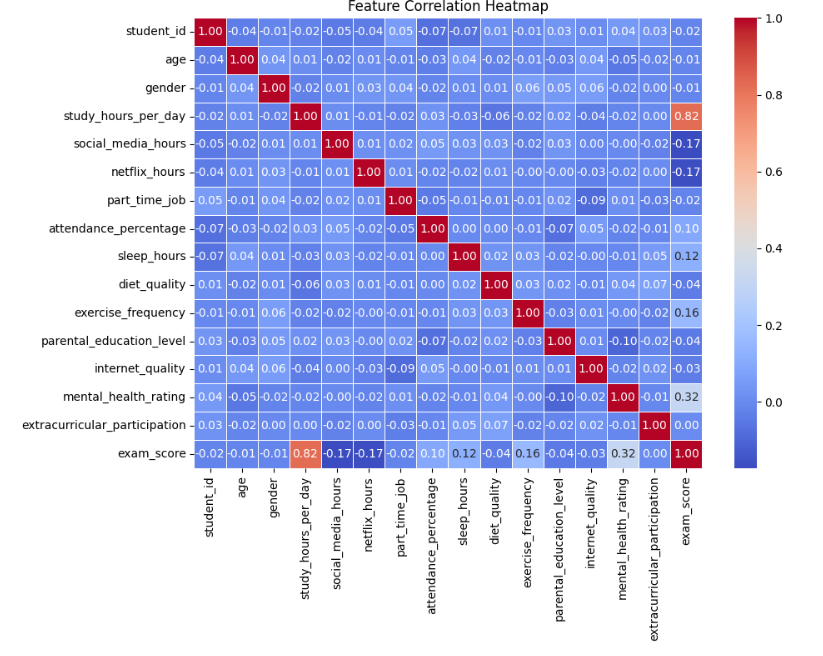 Feature Correlation Heatmap
student_id 1.00 -0.04 -0.01 -0.02 -0.05 -0.04 0.05 -0.07 -0.07 0.01 -0.01 0.03 0.01 0.04 0.03 -0.02
age -0.04 1.00 0.04 0.01 -0.02 0.01 -0.01 -0.03 0.04 -0.02 -0.01 -0.03 0.04 -0.05 -0.02 -0.01
gender -0.01 0.04 1.00 -0.02 0.01 0.03 0.04 -0.02 0.01 0.01 0.06 0.05 0.06 -0.02 0.00 -0.01
study_hours_per_day -0.02 0.01 -0.02 1.00 0.01 -0.01 -0.02 0.03 -0.03 -0.06 -0.02 0.02 -0.04 -0.02 0.00 0.82
social_media_hours -0.05 -0.02 0.01 0.01 1.00 0.01 0.02 0.05 0.03 0.03 -0.02 0.03 0.00 -0.00 -0.02 -0.17
netflix_hours -0.04 0.01 0.03 -0.01 0.01 1.00 0.01 -0.02 -0.02 0.01 -0.00 -0.00 -0.03 -0.02 0.00 -0.17
part_time_job 0.05 -0.01 0.04 -0.02 0.02 0.01 1.00 -0.05 -0.01 -0.01 -0.01 0.02 -0.09 0.01 -0.03 -0.02
attendance_percentage -0.07 -0.03 -0.02 0.03 0.05 -0.02 -0.05 1.00 0.00 0.00 -0.01 -0.07 0.05 -0.02 -0.01 0.10
sleep_hours -0.07 0.04 0.01 -0.03 0.03 -0.02 -0.01 0.00 1.00 0.02 0.03 -0.02 -0.00 -0.01 0.05 0.12
diet_quality 0.01 -0.02 0.01 -0.06 0.03 0.01 -0.01 0.00 0.02 1.00 0.03 0.02 -0.01 0.04 0.07 -0.04
exercise_frequency -0.01 -0.01 0.06 -0.02 -0.02 -0.00 -0.01 -0.01 0.03 0.03 1.00 -0.03 0.01 -0.00 -0.02 0.16
parental_education_level 0.03 -0.03 0.05 0.02 0.03 -0.00 0.02 -0.07 -0.02 0.02 -0.03 1.00 0.01 -0.10 -0.02 -0.04
internet_quality 0.01 0.04 0.06 -0.04 0.00 -0.03 -0.09 0.05 -0.00 -0.01 0.01 0.01 1.00 -0.02 0.02 -0.03
mental_health_rating 0.04 -0.05 -0.02 -0.02 -0.00 -0.02 0.01 -0.02 -0.01 0.04 -0.00 -0.10 -0.02 1.00 -0.01 0.32
extracurricular_participation 0.03 -0.02 0.00 0.00 -0.02 0.00 -0.03 -0.01 0.05 0.07 -0.02 -0.02 0.02 -0.01 1.00 0.00
exam_score -0.02 -0.01 -0.01 0.82 -0.17 -0.17 -0.02 0.10 0.12 -0.04 0.16 -0.04 -0.03 0.32 0.00 1.00
student_id
age
gender
study_hours_per_day
social_media_hours
netflix_hours
part_time_job
attendance_percentage
sleep_hours
diet_quality
exercise_frequency
parental_education_level
internet_quality
mental_health_rating
extracurricular_participation
exam_score
1.0
0.8
0.6
0.4
0.2
0.0